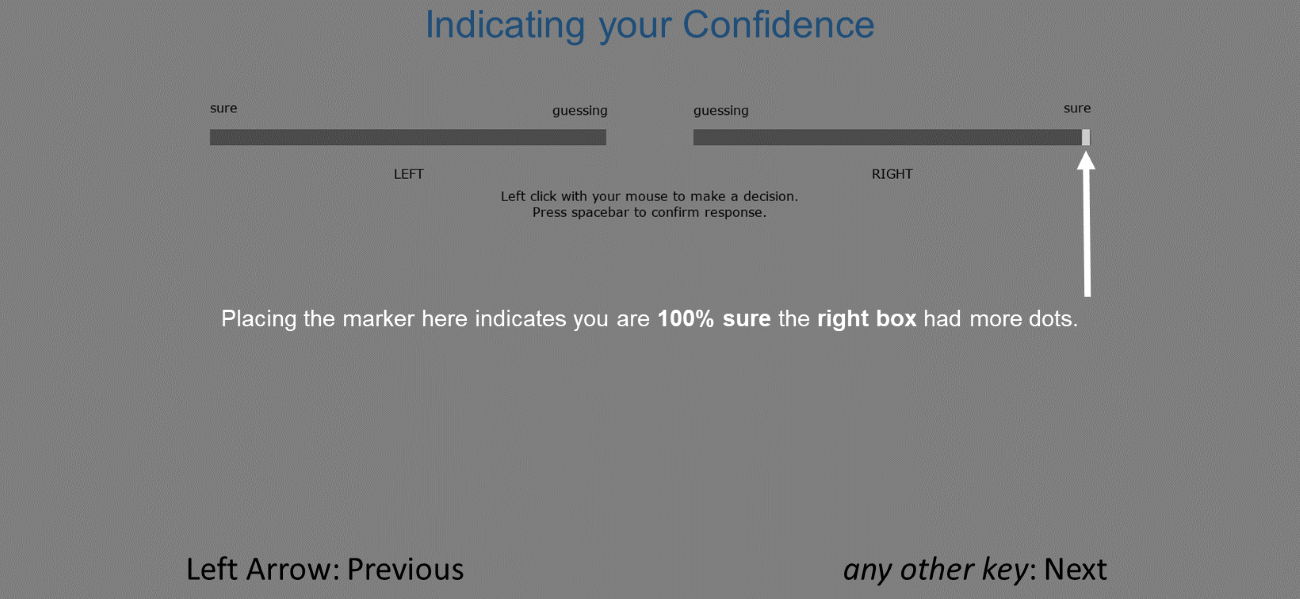 Indicating your Confidence
sure guessing guessing sure
LEFT RIGHT
Left click with your mouse to make a decision.
Press spacebar to confirm response.
Placing the marker here indicates you are 100% sure the right box had more dots.
Left Arrow: Previous any other key: Next